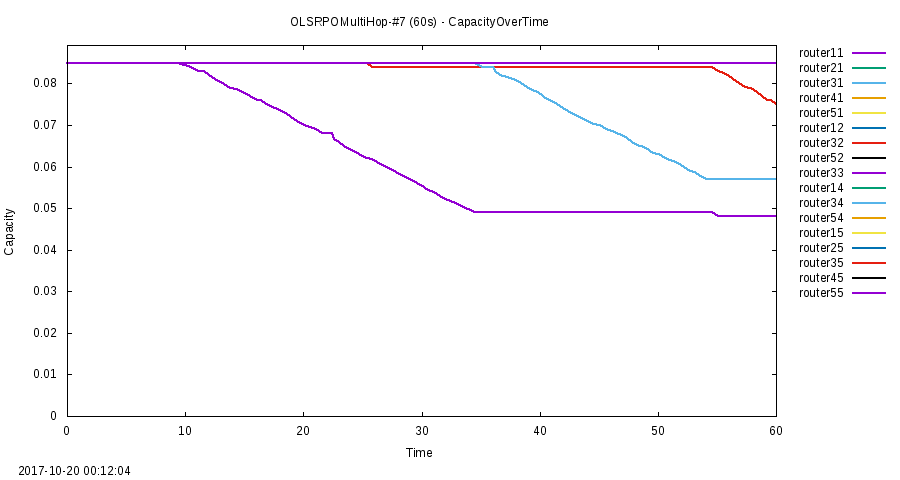 OLSRPOMultiHop-#7 (60s) - CapacityOverTime
router11
router21
router31
router41
router51
router12
router32
router52
router33
router14
router34
router54
router15
router25
router35
router45
router55
Capacity
0.08
0.07
0.06
0.05
0.04
0.03
0.02
0.01
0
0 10 20 30 40 50 60
Time
2017-10-20 00:12:04